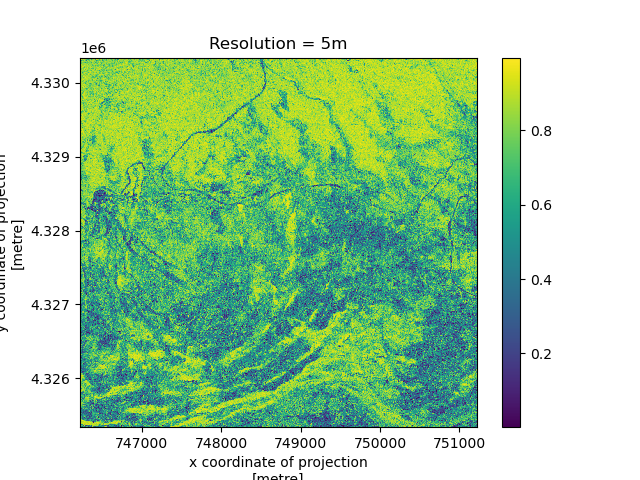 Resolution = 5m
1e6
4.330
4.329
4.328
4.327
4.326
y coordinate of projection
[metre]
747000 748000 749000 750000 751000
x coordinate of projection
[metre]
0.8
0.6
0.4
0.2